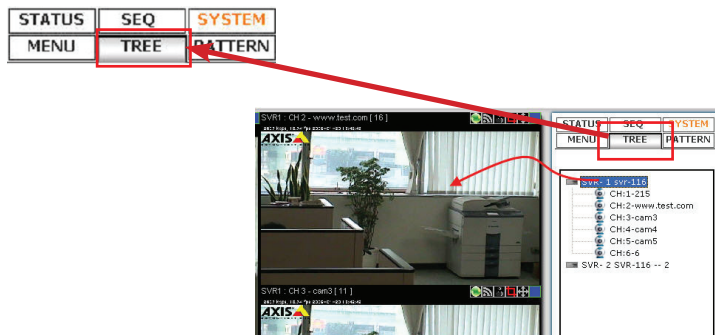 STATUS SEQ SYSTEM
MENU TREE PATTERN
SVR1 : CH 2 - www.test.com [ 16 ]
AXIS
STATUS SEQ SYSTEM
MENU TREE PATTERN
SVR- 1 svr-116
CH:1-215
CH:2-www.test.com
CH:3-cam3
CH:4-cam4
CH:5-cam5
CH:6-6
SVR- 2 SVR-116 -- 2
SVR1 : CH 3 - cam3 [ 11 ]
AXIS